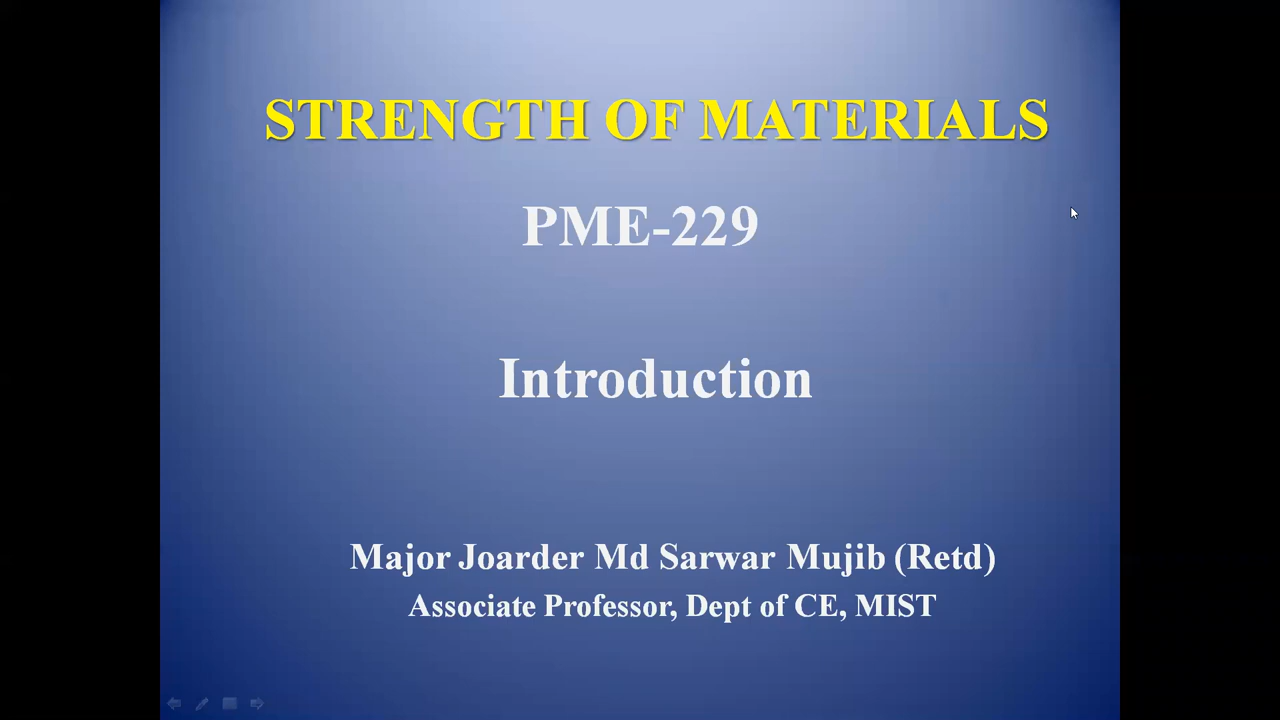 STRENGTH OF MATERIALS
PME-229
Introduction
Major Joarder Md Sarwar Mujib (Retd)
Associate Professor, Dept of CE, MIST